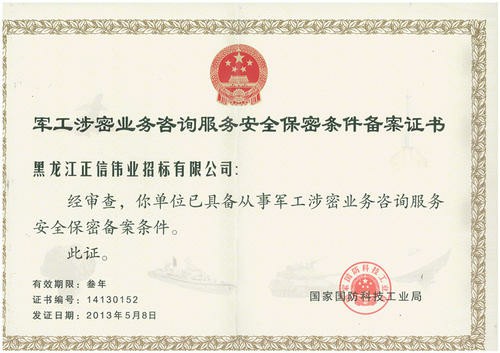 军工涉密业务咨询服务安全保密条件备案证书
黑龙江正信伟业招标有限公司:
经审查，你单位已具备从事军工涉密业务咨询服务
安全保密备案条件。
此证。
有效期限: 叁年
证书编号: 14130152
发证日期: 2013年5月8日
国家国防科技工业局
国家国防科技工业局